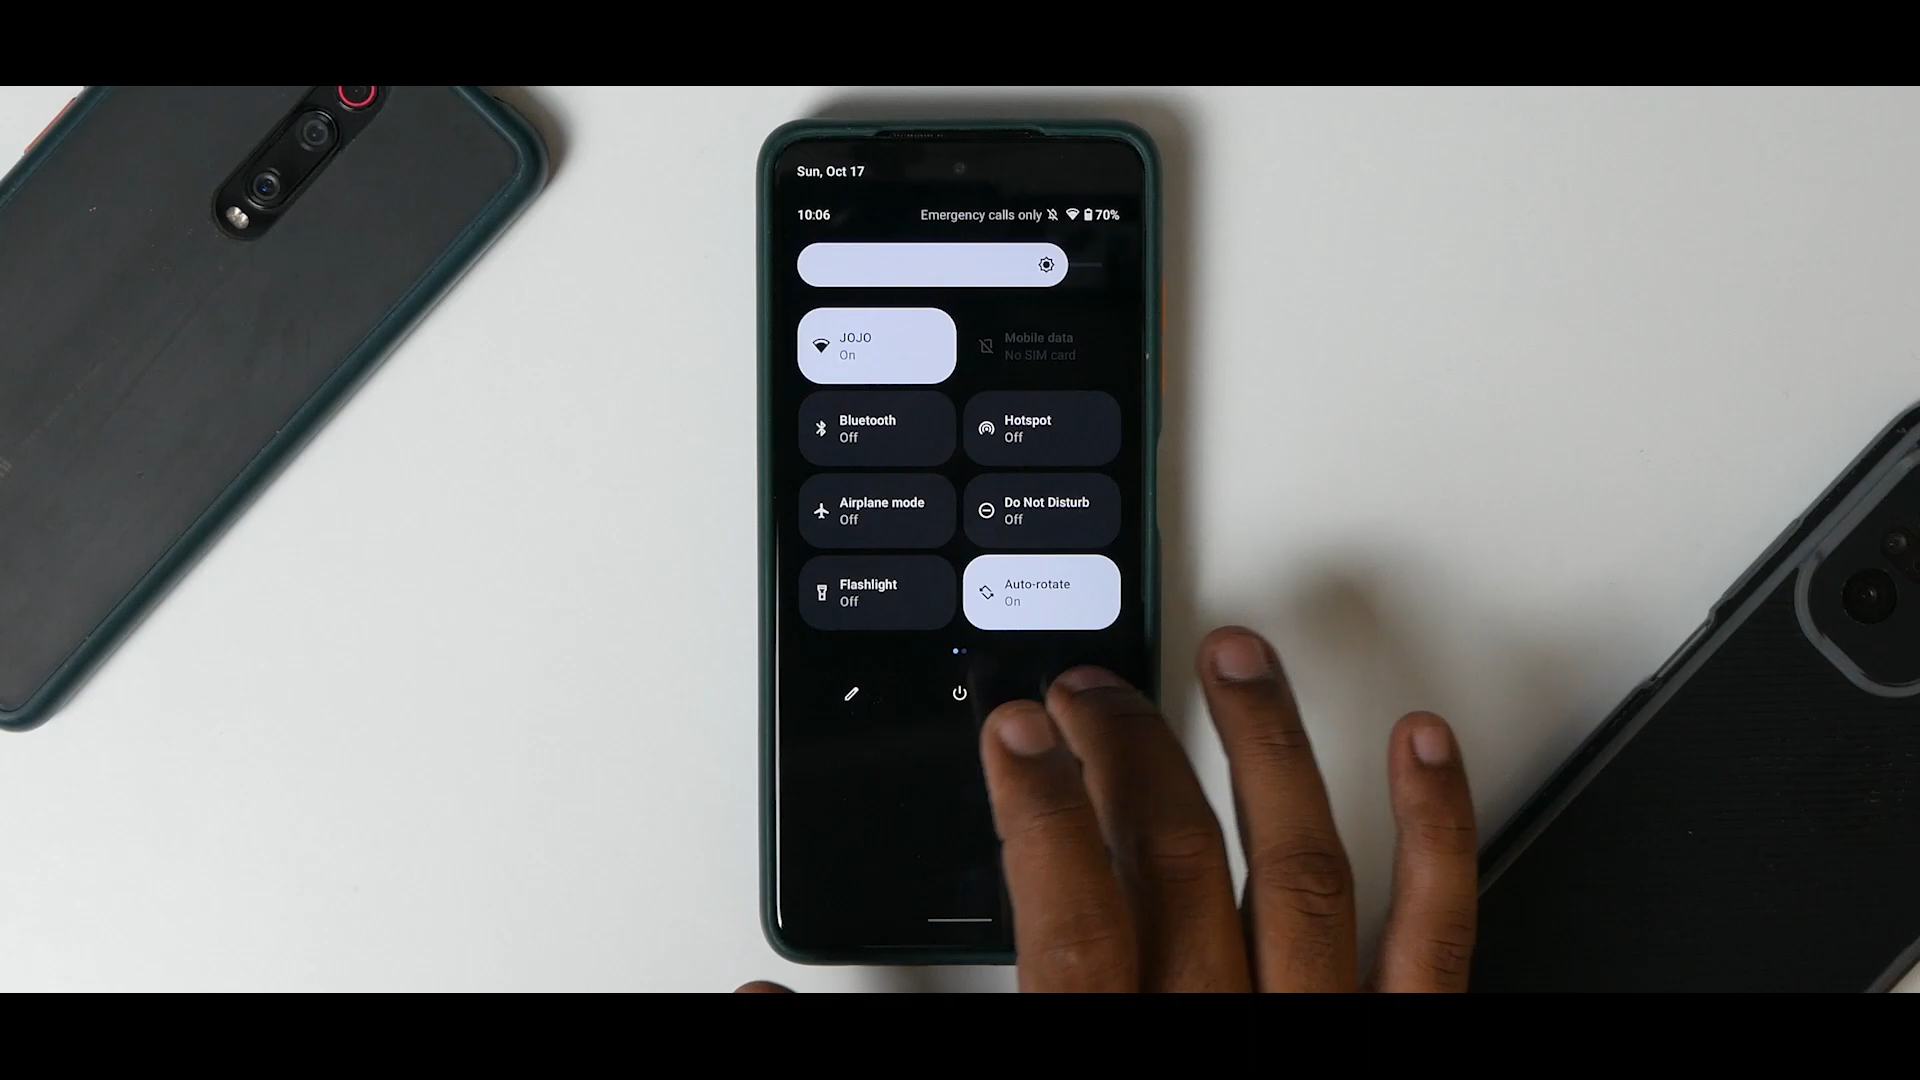 Sun, Oct 17
10:06 Emergency calls only 70%
JOJO
On
Mobile data
No SIM card
Bluetooth
Off
Hotspot
Off
Airplane mode
Off
Do Not Disturb
Off
Flashlight
Off
Auto-rotate
On